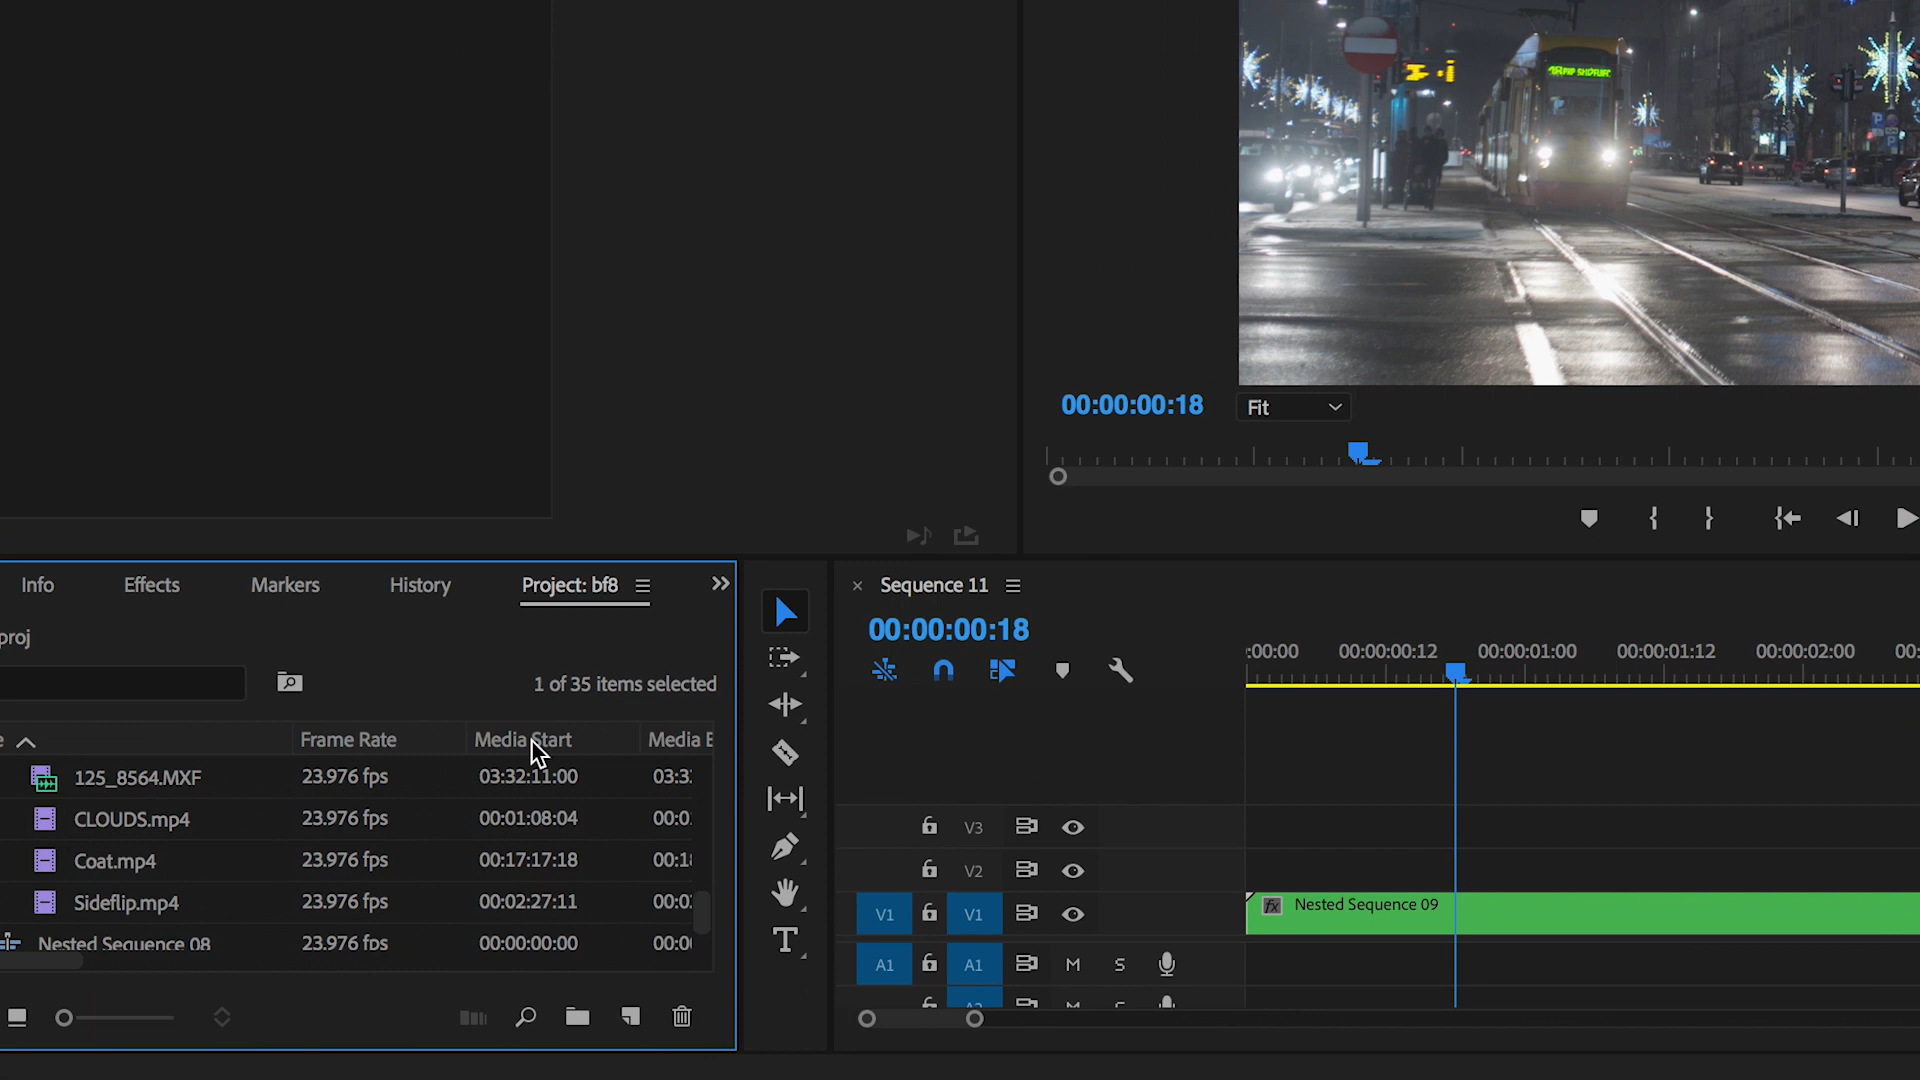 00:00:00:18
Fit
Info Effects Markers History Project: bf8
proj
1 of 35 items selected
Frame Rate Media Start Media E
125_8564.MXF 23.976 fps 03:32:11:00 03:3
CLOUDS.mp4 23.976 fps 00:01:08:04 00:0
Coat.mp4 23.976 fps 00:17:17:18 00:18
Sideflip.mp4 23.976 fps 00:02:27:11 00:0
Nested Sequence 08 23.976 fps 00:00:00:00 00:0
× Sequence 11
00:00:00:18
:00:00 00:00:00:12 00:00:01:00 00:00:01:12 00:00:02:00 00:
V3
V2
V1 V1
fx Nested Sequence 09
A1 A1 M S
A2 M S
T